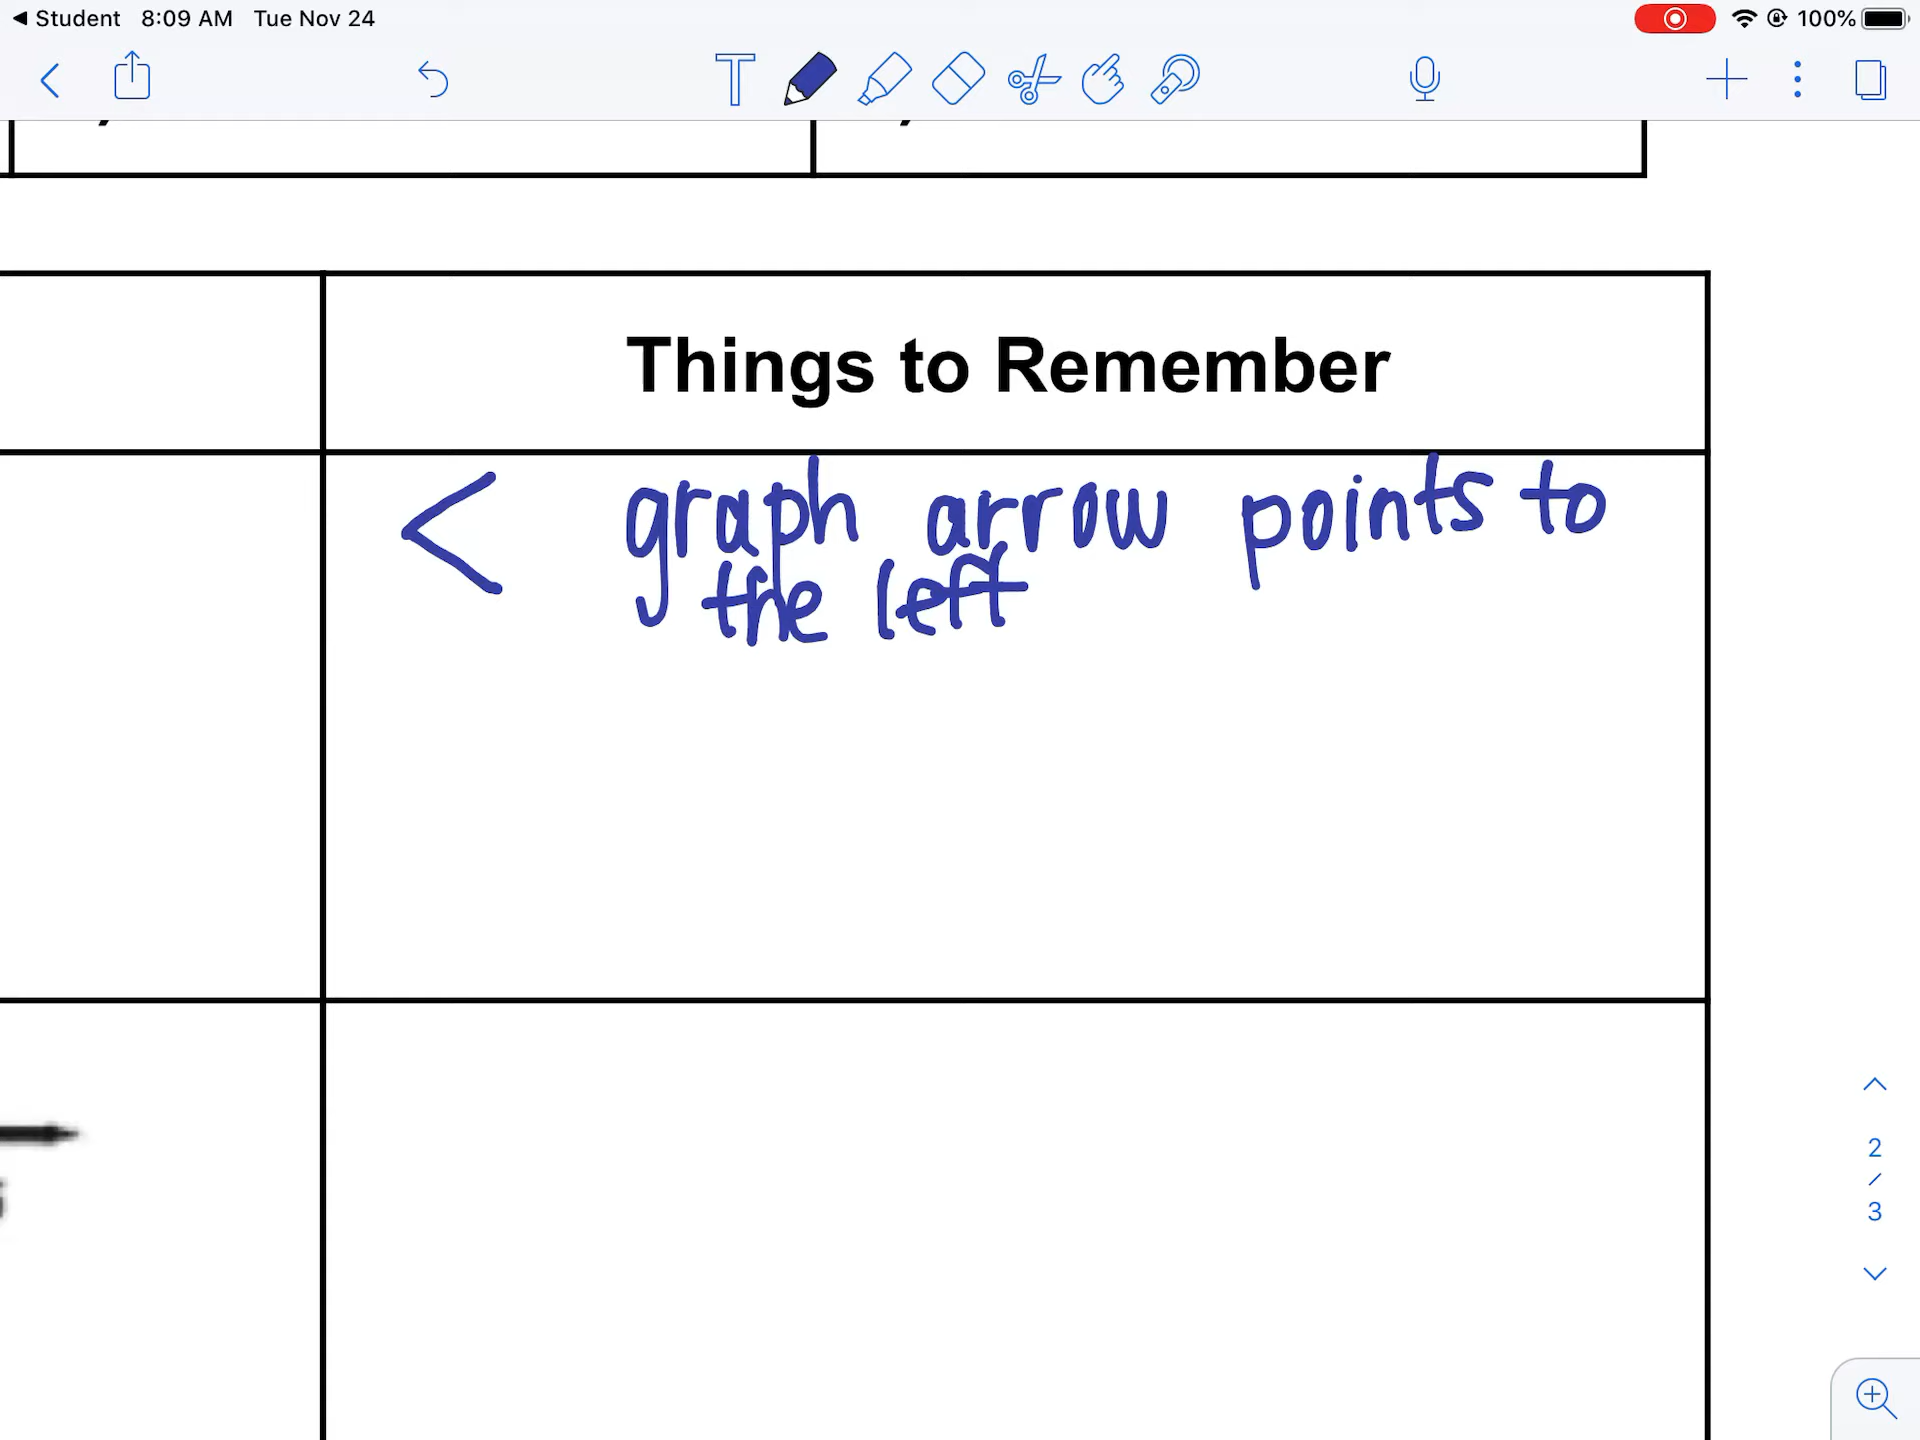 Student 8:09 AM Tue Nov 24 100%
Things to Remember
< graph arrow points to
the left
2
/
3